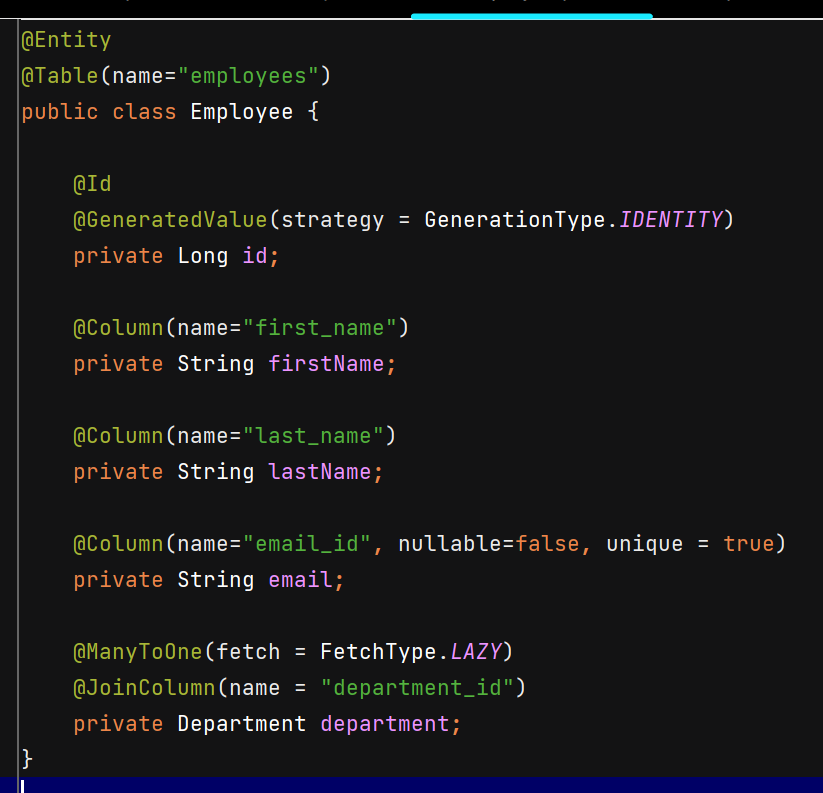 @Entity
@Table(name="employees")
public class Employee {
@Id
@GeneratedValue(strategy = GenerationType.IDENTITY)
private Long id;
@Column(name="first_name")
private String firstName;
@Column(name="last_name")
private String lastName;
@Column(name="email_id", nullable=false, unique = true)
private String email;
@ManyToOne(fetch = FetchType.LAZY)
@JoinColumn(name = "department_id")
private Department department;
}